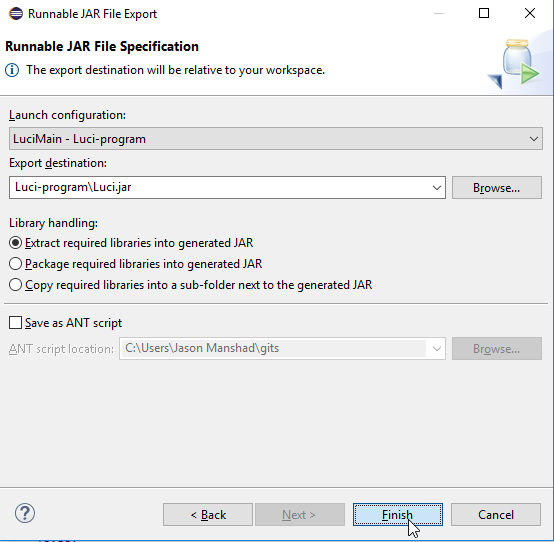 Runnable JAR File Export
Runnable JAR File Specification
The export destination will be relative to your workspace.
Launch configuration:
LuciMain - Luci-program
Export destination:
Luci-program\Luci.jar
Browse...
Library handling:
Extract required libraries into generated JAR
Package required libraries into generated JAR
Copy required libraries into a sub-folder next to the generated JAR
Save as ANT script
ANT script location:
C:\Users\Jason Manshad\gits
Browse...
?
< Back
Next >
Finish
Cancel